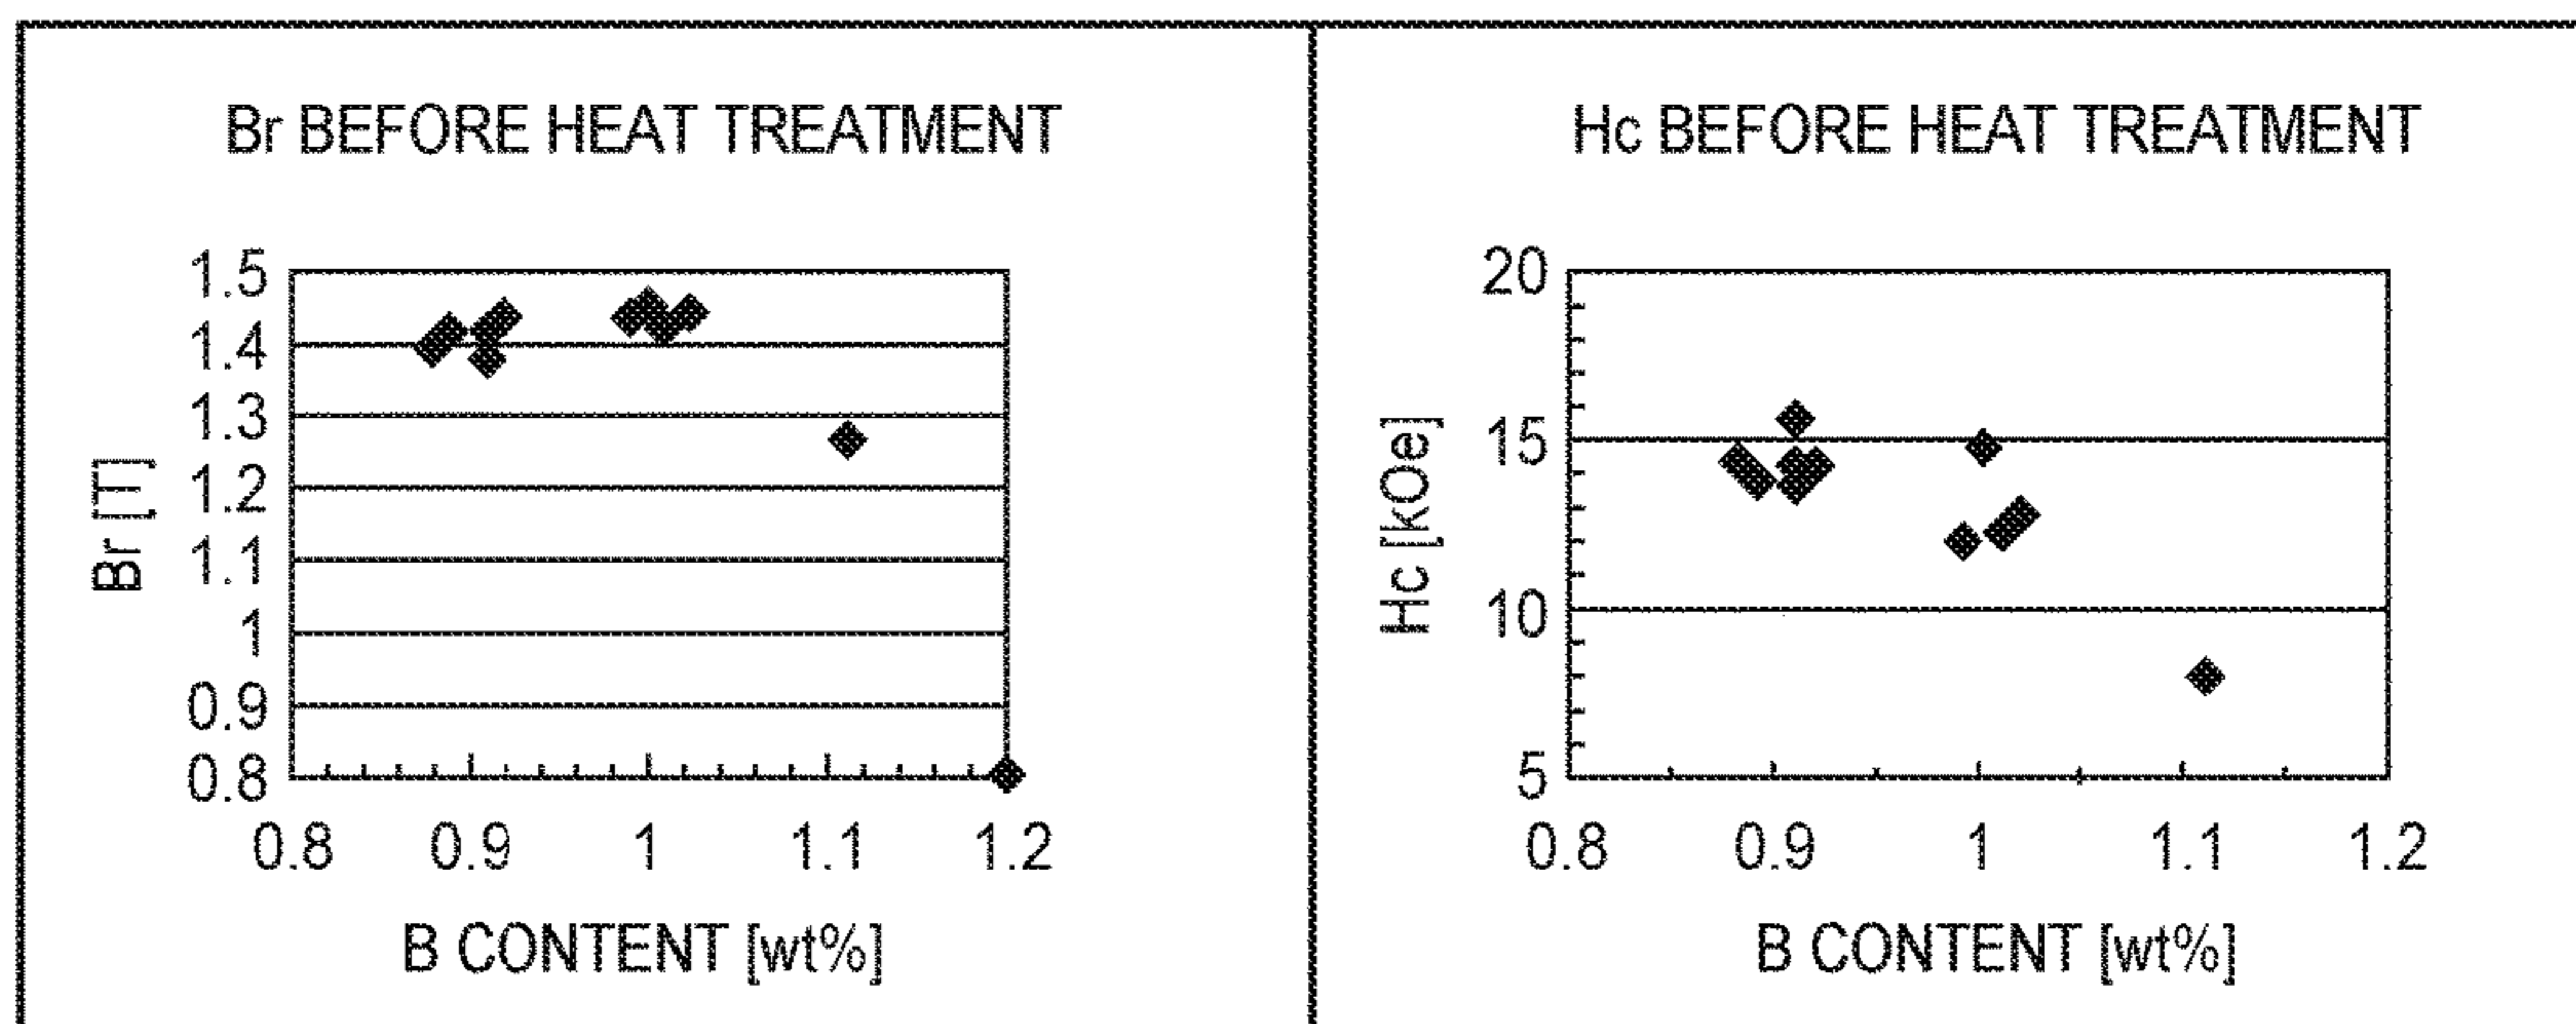 Br BEFORE HEAT TREATMENT
1.5
1.4
1.3
1.2
1.1
1
0.9
0.8
Br [T]
0.8 0.9 1 1.1 1.2
B CONTENT [wt%]
Hc BEFORE HEAT TREATMENT
20
15
10
5
Hc [kOe]
0.8 0.9 1 1.1 1.2
B CONTENT [wt%]